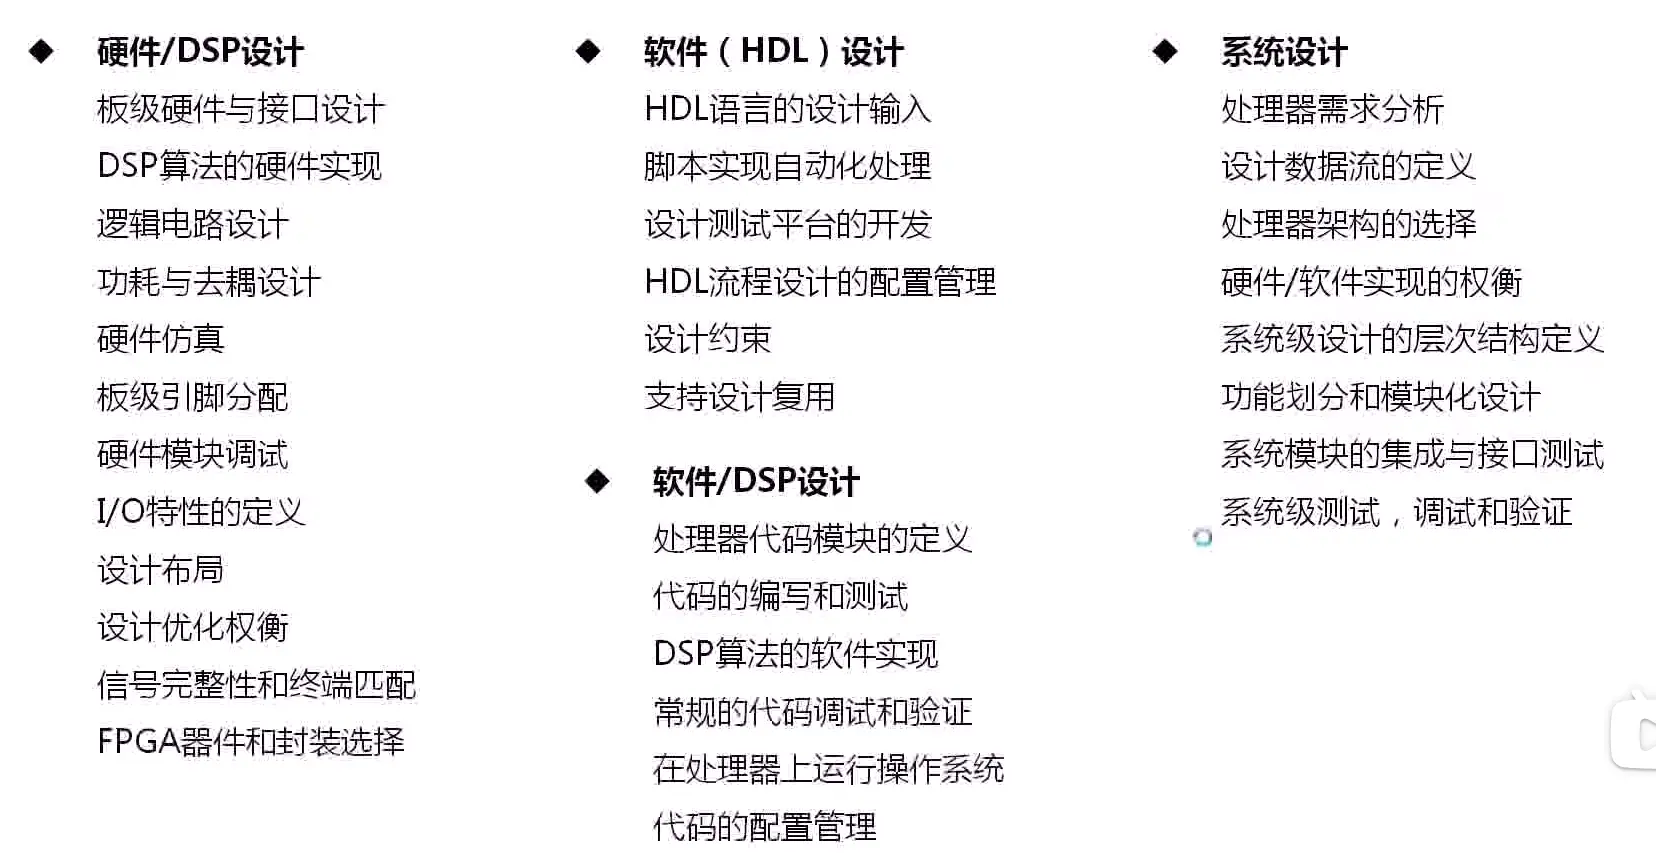 硬件/DSP设计
板级硬件与接口设计
DSP算法的硬件实现
逻辑电路设计
功耗与去耦设计
硬件仿真
板级引脚分配
硬件模块调试
I/O特性的定义
设计布局
设计优化权衡
信号完整性和终端匹配
FPGA器件和封装选择
软件（HDL）设计
HDL语言的设计输入
脚本实现自动化处理
设计测试平台的开发
HDL流程设计的配置管理
设计约束
支持设计复用
软件/DSP设计
处理器代码模块的定义
代码的编写和测试
DSP算法的软件实现
常规的代码调试和验证
在处理器上运行操作系统
代码的配置管理
系统设计
处理器需求分析
设计数据流的定义
处理器架构的选择
硬件/软件实现的权衡
系统级设计的层次结构定义
功能划分和模块化设计
系统模块的集成与接口测试
系统级测试，调试和验证